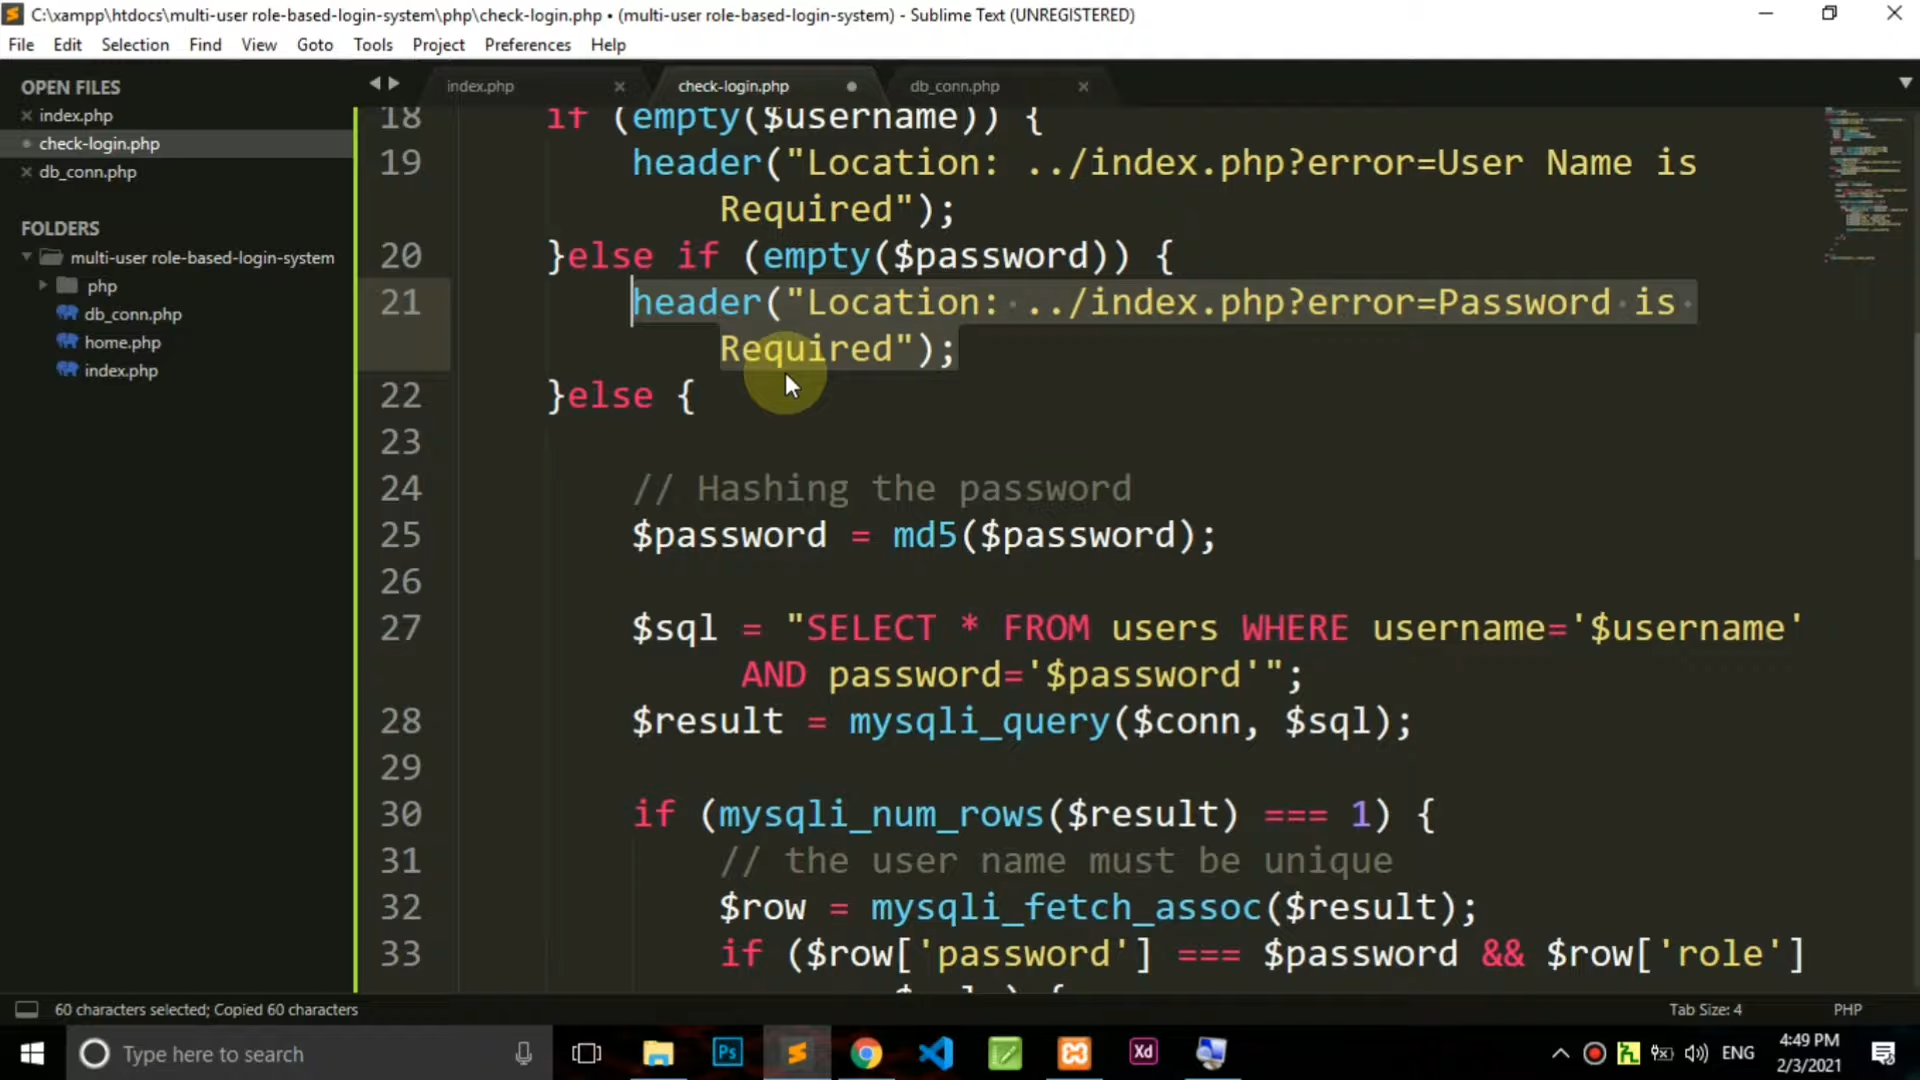 C:\xampp\htdocs\multi-user role-based-login-system\php\check-login.php • (multi-user role-based-login-system) - Sublime Text (UNREGISTERED)
File Edit Selection Find View Goto Tools Project Preferences Help
OPEN FILES
index.php
check-login.php
db_conn.php
FOLDERS
multi-user role-based-login-system
php
db_conn.php
home.php
index.php
index.php check-login.php db_conn.php
18 if (empty($username)) {
19 header("Location: ../index.php?error=User Name is
Required");
20 }else if (empty($password)) {
21 header("Location: ../index.php?error=Password is
Required");
22 }else {
23
24 // Hashing the password
25 $password = md5($password);
26
27 $sql = "SELECT * FROM users WHERE username='$username'
AND password='$password'";
28 $result = mysqli_query($conn, $sql);
29
30 if (mysqli_num_rows($result) === 1) {
31 // the user name must be unique
32 $row = mysqli_fetch_assoc($result);
33 if ($row['password'] === $password && $row['role']
60 characters selected; Copied 60 characters
Tab Size: 4 PHP
Type here to search
Ps
Xd
ENG
4:49 PM
2/3/2021